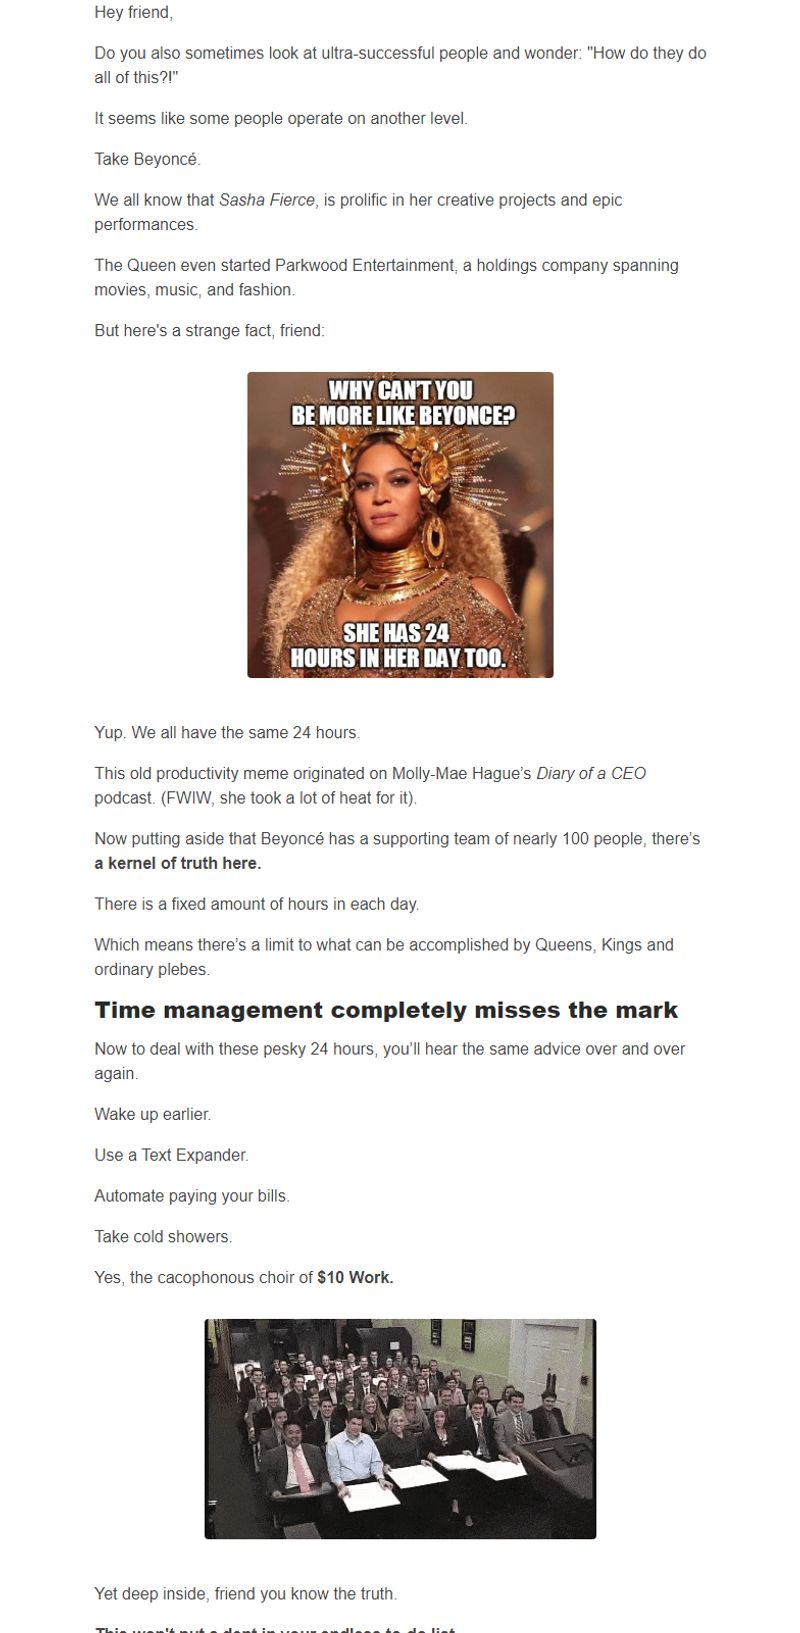 Hey friend,
Do you also sometimes look at ultra-successful people and wonder: "How do they do
all of this?!"
It seems like some people operate on another level.
Take Beyoncé.
We all know that Sasha Fierce, is prolific in her creative projects and epic
performances.
The Queen even started Parkwood Entertainment, a holdings company spanning
movies, music, and fashion.
But here's a strange fact, friend:
WHY CAN'T YOU
BE MORE LIKE BEYONCE?
SHE HAS 24
HOURS IN HER DAY TOO.
Yup. We all have the same 24 hours.
This old productivity meme originated on Molly-Mae Hague’s Diary of a CEO
podcast. (FWIW, she took a lot of heat for it).
Now putting aside that Beyoncé has a supporting team of nearly 100 people, there’s
a kernel of truth here.
There is a fixed amount of hours in each day.
Which means there’s a limit to what can be accomplished by Queens, Kings and
ordinary plebes.
Time management completely misses the mark
Now to deal with these pesky 24 hours, you’ll hear the same advice over and over
again.
Wake up earlier.
Use a Text Expander.
Automate paying your bills.
Take cold showers.
Yes, the cacophonous choir of $10 Work.
Yet deep inside, friend you know the truth.
This won't put a dent in your endless to-do list